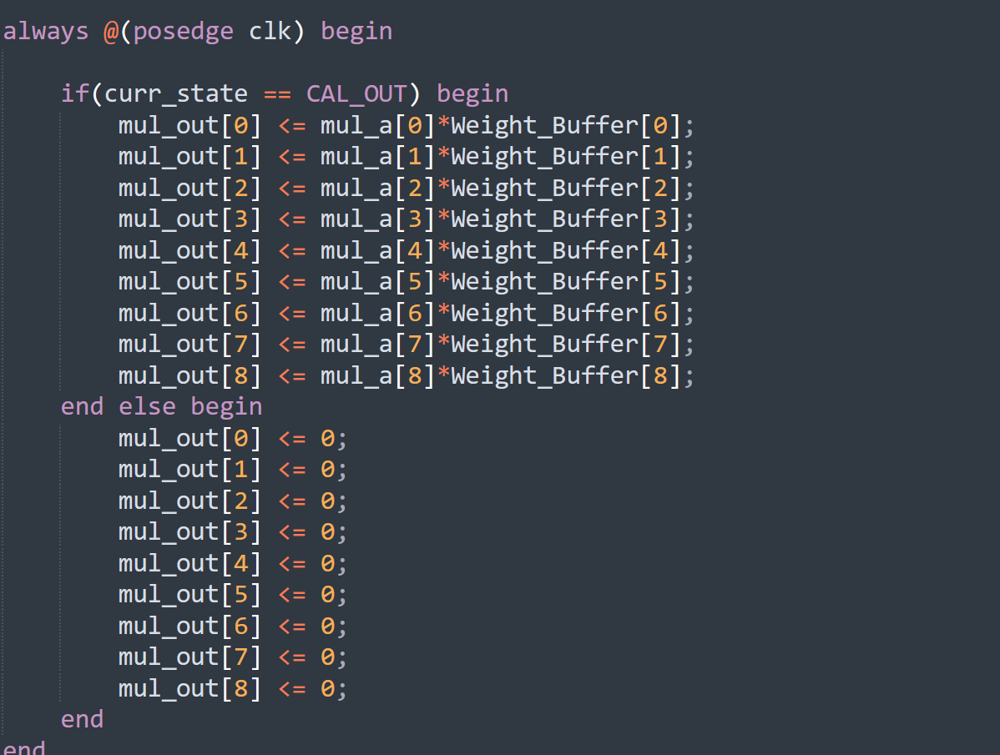 always @(posedge clk) begin
if(curr_state == CAL_OUT) begin
mul_out[0] <= mul_a[0]*Weight_Buffer[0];
mul_out[1] <= mul_a[1]*Weight_Buffer[1];
mul_out[2] <= mul_a[2]*Weight_Buffer[2];
mul_out[3] <= mul_a[3]*Weight_Buffer[3];
mul_out[4] <= mul_a[4]*Weight_Buffer[4];
mul_out[5] <= mul_a[5]*Weight_Buffer[5];
mul_out[6] <= mul_a[6]*Weight_Buffer[6];
mul_out[7] <= mul_a[7]*Weight_Buffer[7];
mul_out[8] <= mul_a[8]*Weight_Buffer[8];
end else begin
mul_out[0] <= 0;
mul_out[1] <= 0;
mul_out[2] <= 0;
mul_out[3] <= 0;
mul_out[4] <= 0;
mul_out[5] <= 0;
mul_out[6] <= 0;
mul_out[7] <= 0;
mul_out[8] <= 0;
end
end